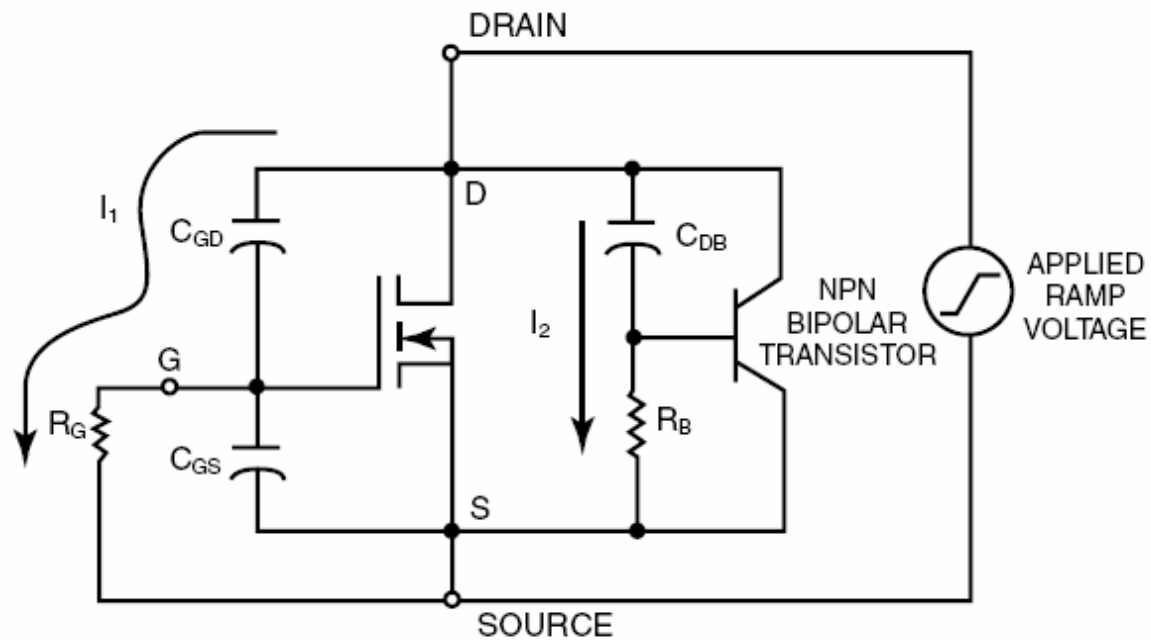 DRAIN
D
I1
CGD
CDB
APPLIED
RAMP
VOLTAGE
NPN
BIPOLAR
TRANSISTOR
I2
G
RG
RB
CGS
S
SOURCE